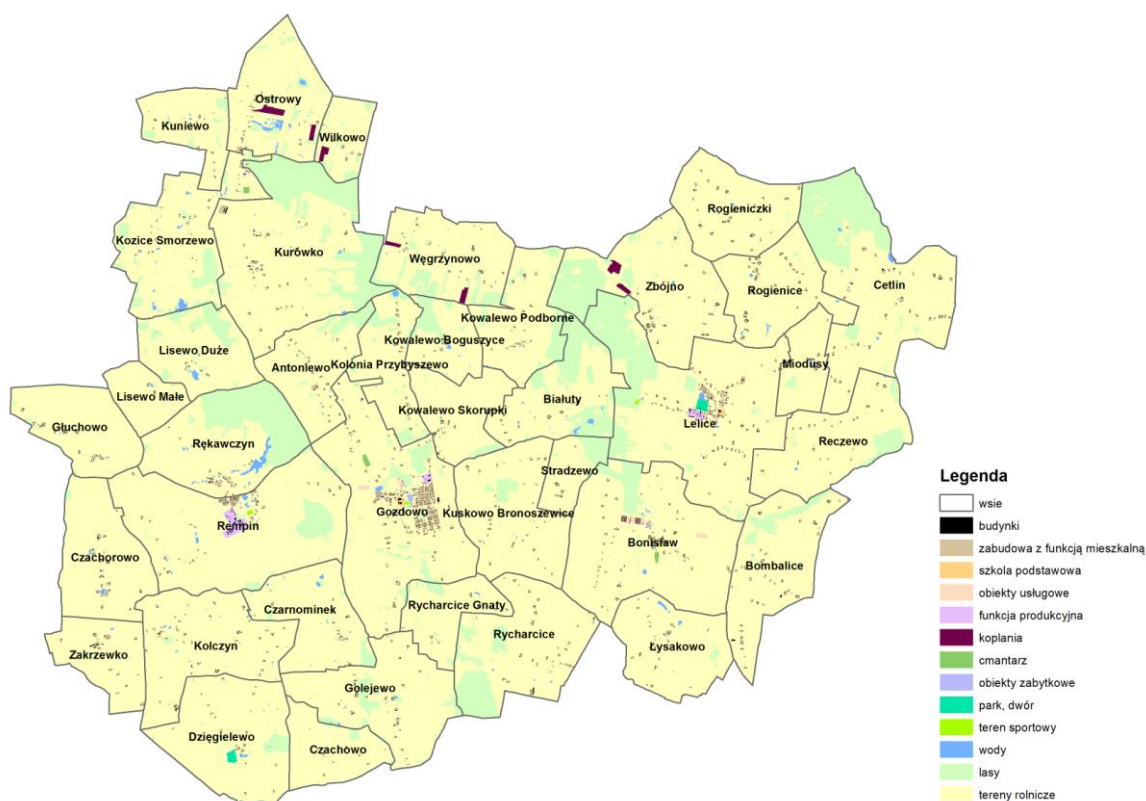 Ostrowy
Kuniewo
Wilkowo
Rogieniczki
Kozice Smorzewo
Kurówko
Węgrzynowo
Zbójno
Rogienice
Cetlin
Kowalewo Podborne
Lisewo Duże
Kowalewo Boguszyce
Antoniewo
Kolonia Przybyszewo
Miodusy
Lisewo Małe
Kowalewo Skorupki
Białuty
Głuchowo
Rękawczyn
Lelice
Reczewo
Stradzewo
Rempin
Gozdowo
Kuskowo Bronoszewice
Bonisław
Czachorowo
Bombalice
Czarnominek
Rycharcice Gnaty
Rycharcice
Zakrzewko
Kolczyn
Łysakowo
Golejewo
Dzięgielewo
Czachowo
Legenda
wsie
budynki
zabudowa z funkcją mieszkalną
szkola podstawowa
obiekty usługowe
funkcja produkcyjna
koplania
cmantarz
obiekty zabytkowe
park, dwór
teren sportowy
wody
lasy
tereny rolnicze